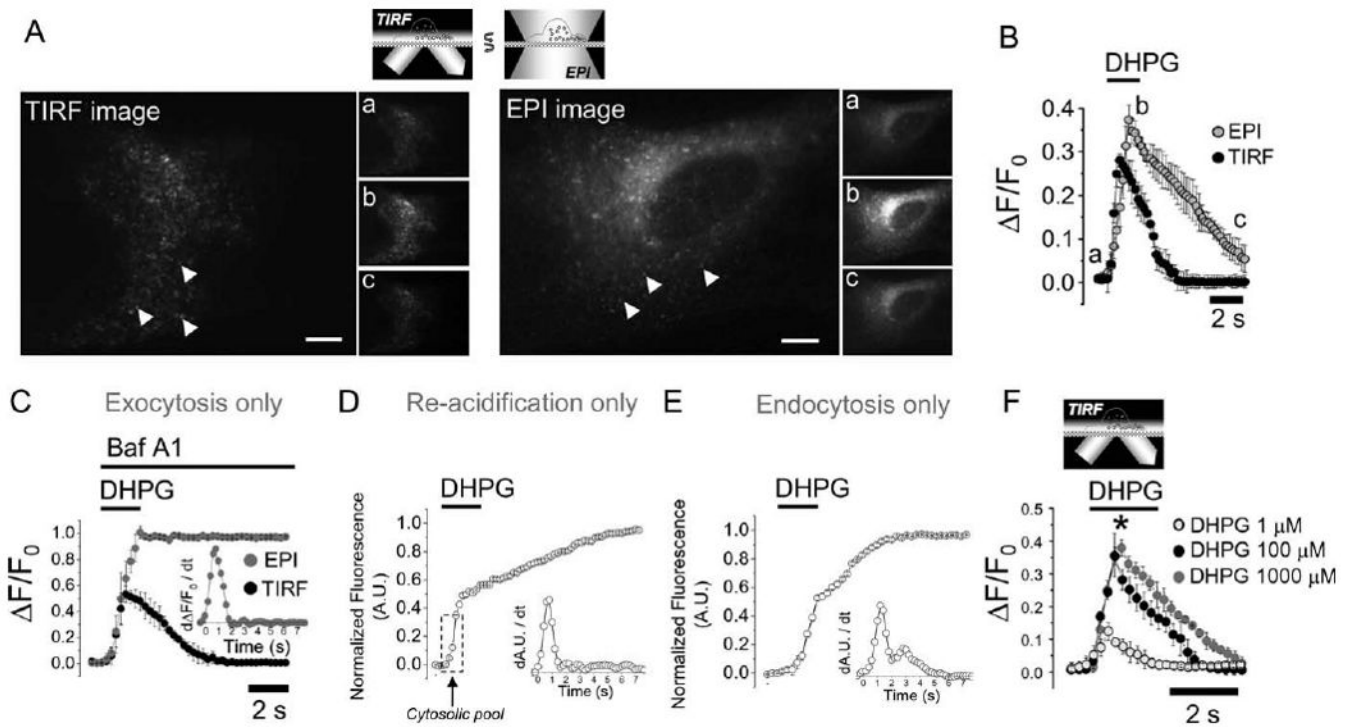 A
TIRF
EPi
TIRF image
a
b
c
EPI image
a
b
c
B
DHPG
b
EPI
TIRF
c
a
ΔF/F0
0.4
0.3
0.2
0.1
0.0
2 s
C
Exocytosis only
Baf A1
DHPG
EPI
TIRF
ΔF/F0
1.0
0.8
0.6
0.4
0.2
0.0
dΔF/F0 / dt
0 1 2 3 4 5 6 7
Time (s)
2 s
D
Re-acidification only
DHPG
Normalized Fluorescence
(A.U.)
1.0
0.8
0.6
0.4
0.2
0.0
dA.U. / dt
0 1 2 3 4 5 6 7
Time (s)
Cytosolic pool
E
Endocytosis only
DHPG
Normalized Fluorescence
(A.U.)
1.0
0.8
0.6
0.4
0.2
0.0
dA.U. / dt
0 1 2 3 4 5 6 7
Time (s)
F
TIRF
DHPG
*
DHPG 1 μM
DHPG 100 μM
DHPG 1000 μM
ΔF/F0
0.5
0.4
0.3
0.2
0.1
0.0
2 s